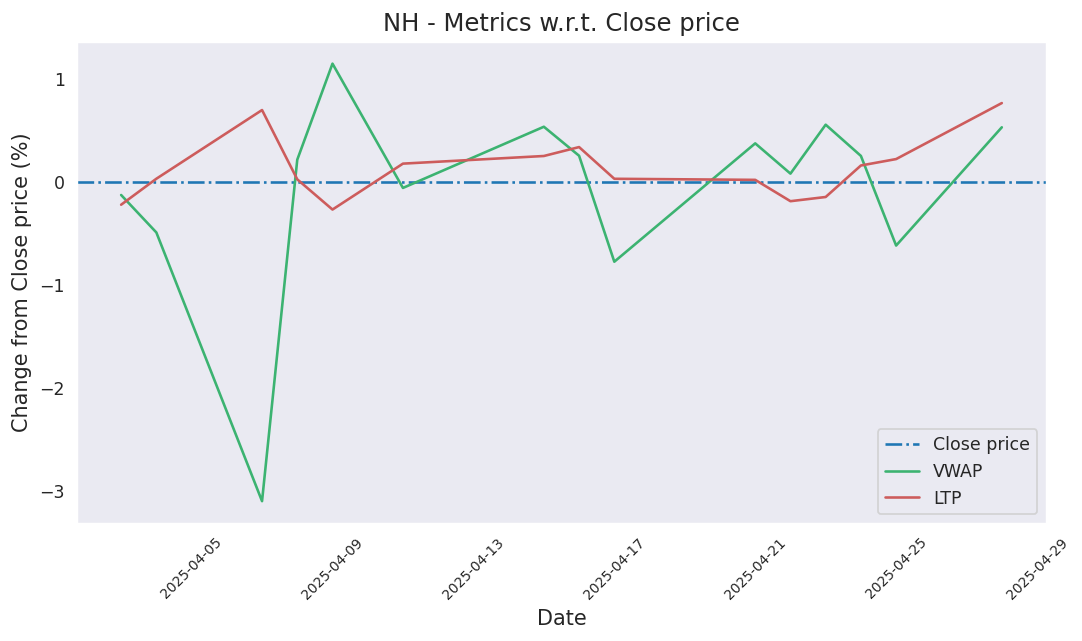 NH - Metrics w.r.t. Close price
Change from Close price (%)
1
0
−1
−2
−3
Close price
VWAP
LTP
2025-04-05
2025-04-09
2025-04-13
2025-04-17
2025-04-21
2025-04-25
2025-04-29
Date